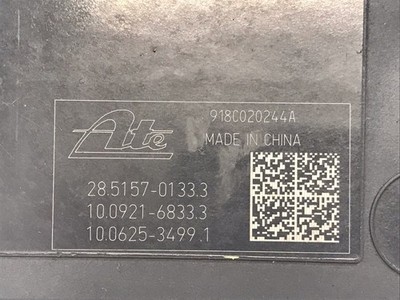 Ate
918C020244A
MADE IN CHINA
28.5157-0133.3
10.0921-6833.3
10.0625-3499.1